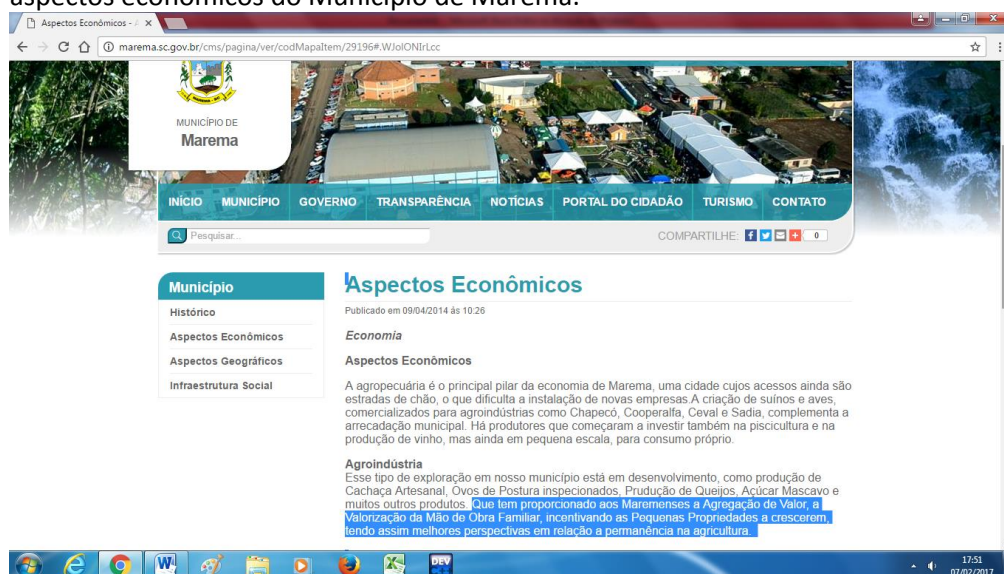 aspectos econômicos do Município de Marema.
Aspectos Econômicos -
marema.sc.gov.br/cms/pagina/ver/codMapaItem/29196#.WJolONIrLcc
MUNICÍPIO DE
Marema
INÍCIO MUNICÍPIO GOVERNO TRANSPARÊNCIA NOTÍCIAS PORTAL DO CIDADÃO TURISMO CONTATO
Pesquisar...
COMPARTILHE: 0
Município
Histórico
Aspectos Econômicos
Aspectos Geográficos
Infraestrutura Social
Aspectos Econômicos
Publicado em 09/04/2014 às 10:26
Economia
Aspectos Econômicos
A agropecuária é o principal pilar da economia de Marema, uma cidade cujos acessos ainda são
estradas de chão, o que dificulta a instalação de novas empresas.A criação de suínos e aves,
comercializados para agroindústrias como Chapecó, Cooperalfa, Ceval e Sadia, complementa a
arrecadação municipal. Há produtores que começaram a investir também na piscicultura e na
produção de vinho, mas ainda em pequena escala, para consumo próprio.
Agroindústria
Esse tipo de exploração em nosso município está em desenvolvimento, como produção de
Cachaça Artesanal, Ovos de Postura inspecionados, Prudução de Queijos, Açúcar Mascavo e
muitos outros produtos. Que tem proporcionado aos Maremenses a Agregação de Valor, a
Valorização da Mão de Obra Familiar, incentivando as Pequenas Propriedades a crescerem,
tendo assim melhores perspectivas em relação a permanência na agricultura.
DEV
17:51
07/02/2017